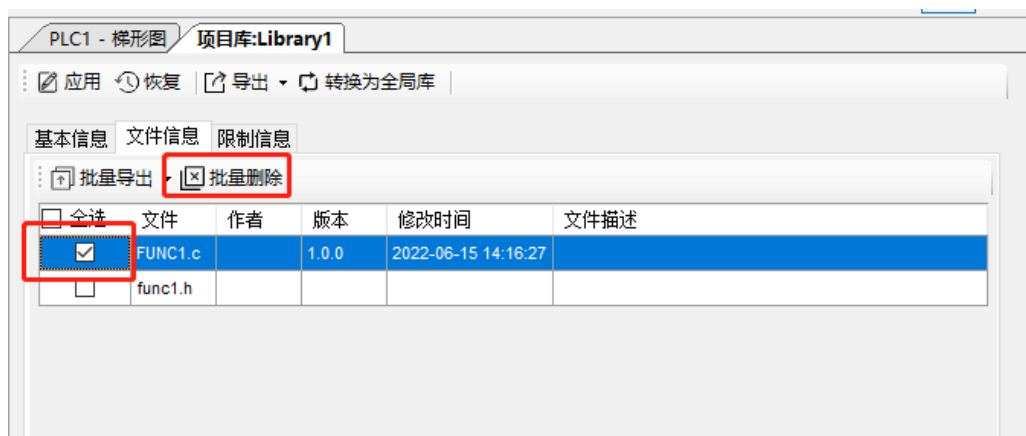 PLC1 - 梯形图 项目库:Library1
应用 恢复 导出 转换为全局库
基本信息 文件信息 限制信息
批量导出 批量删除
全选 文件 作者 版本 修改时间 文件描述
FUNC1.c 1.0.0 2022-06-15 14:16:27
func1.h